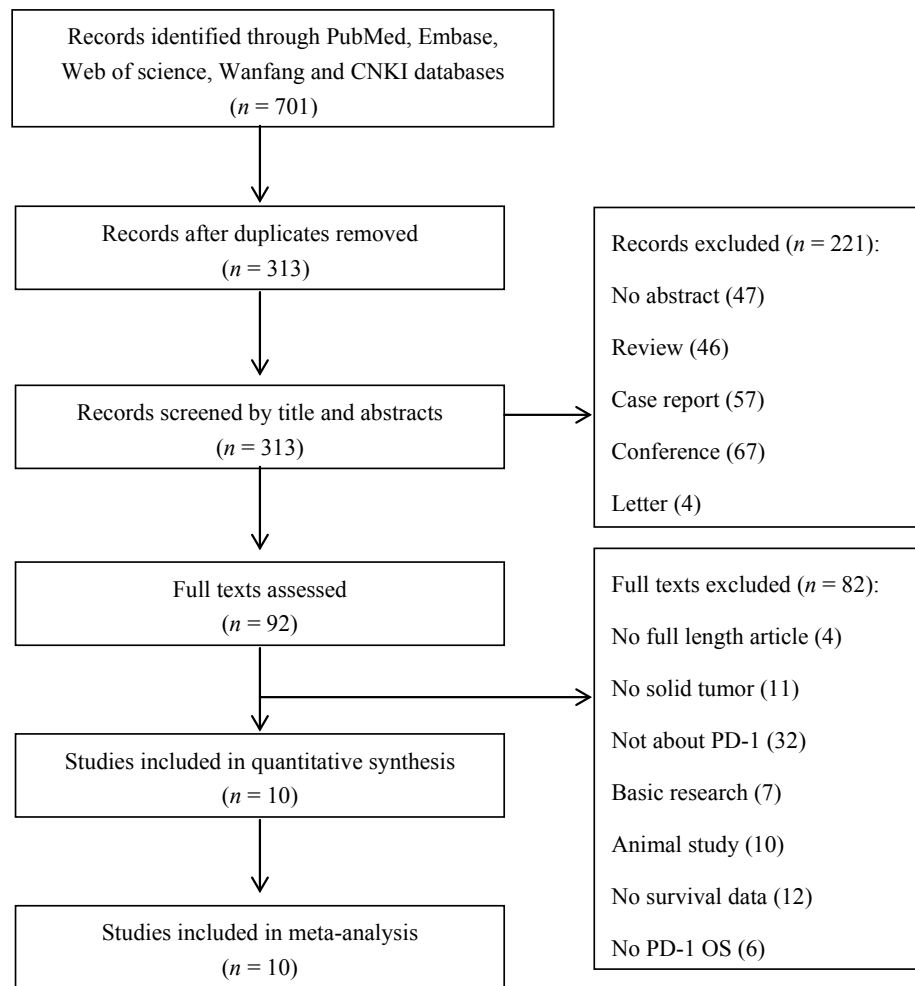 Records identified through PubMed, Embase,
Web of science, Wanfang and CNKI databases
(n = 701)
Records after duplicates removed
(n = 313)
Records screened by title and abstracts
(n = 313)
Records excluded (n = 221):
No abstract (47)
Review (46)
Case report (57)
Conference (67)
Letter (4)
Full texts assessed
(n = 92)
Full texts excluded (n = 82):
No full length article (4)
No solid tumor (11)
Not about PD-1 (32)
Basic research (7)
Animal study (10)
No survival data (12)
No PD-1 OS (6)
Studies included in quantitative synthesis
(n = 10)
Studies included in meta-analysis
(n = 10)